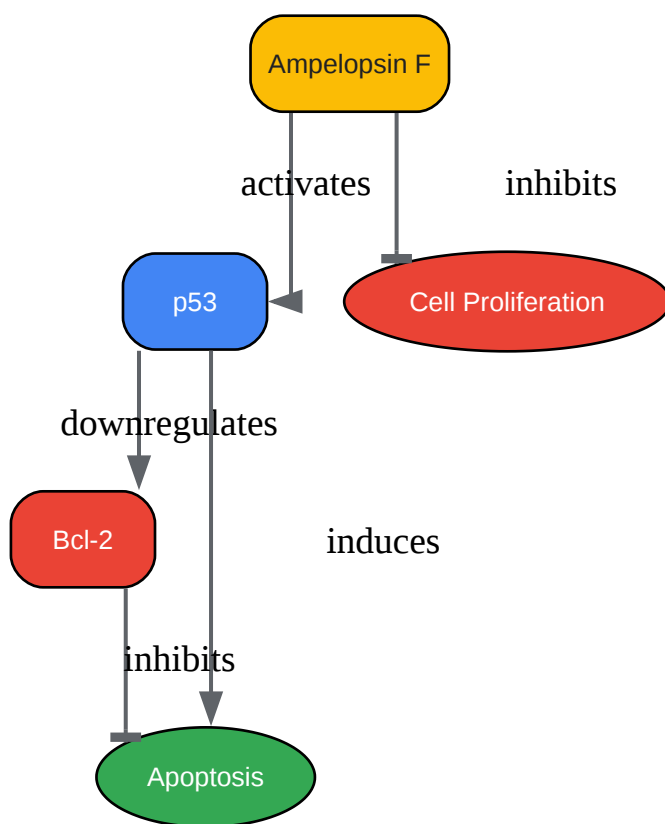 Ampelopsin F
activates
inhibits
p53
Cell Proliferation
downregulates
Bcl-2
induces
inhibits
Apoptosis